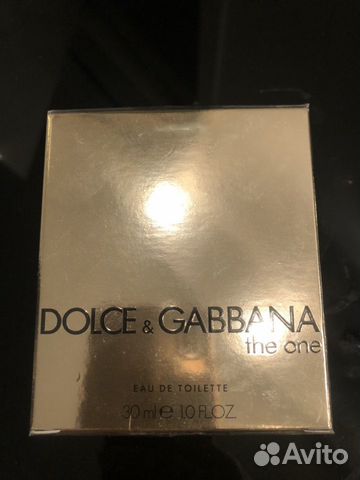 DOLCE & GABBANA
the one
EAU DE TOILETTE
30 ml ℮ 1.0 FL.OZ.
Avito